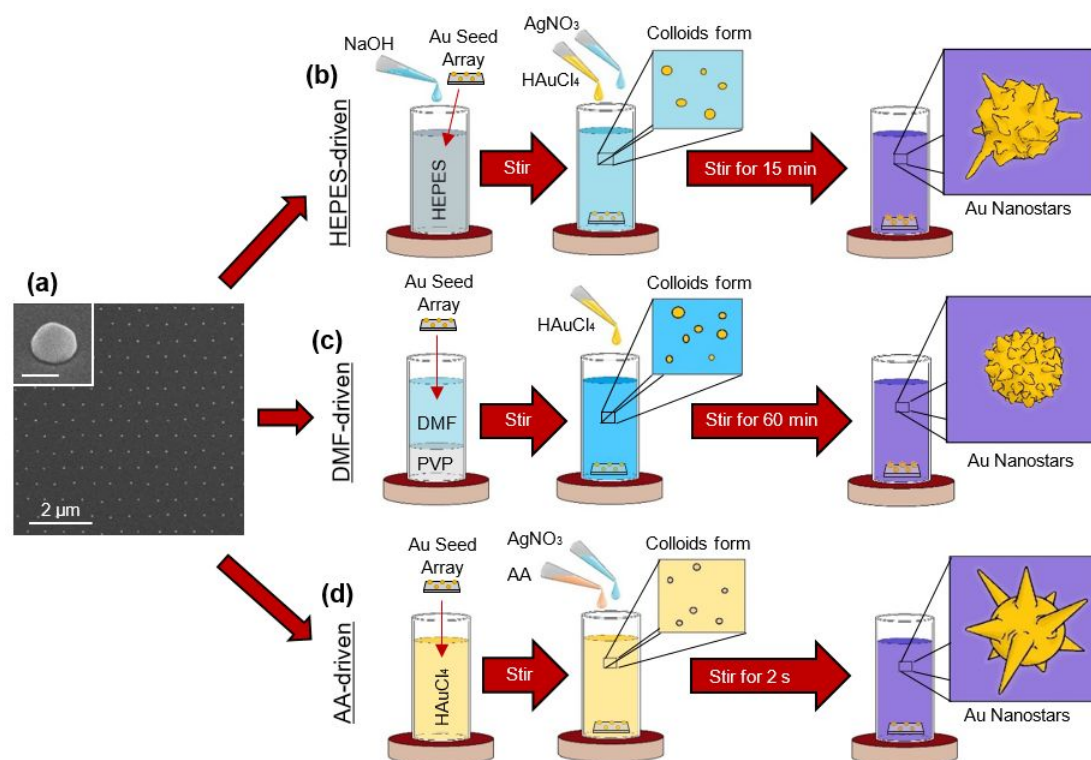 (a)
2 µm
HEPES-driven
(b)
NaOH
Au Seed
Array
HEPES
Stir
AgNO₃
HAuCl₄
Colloids form
Stir for 15 min
Au Nanostars
DMF-driven
(c)
Au Seed
Array
DMF
PVP
Stir
HAuCl₄
Colloids form
Stir for 60 min
Au Nanostars
AA-driven
(d)
Au Seed
Array
HAuCl₄
Stir
AgNO₃
AA
Colloids form
Stir for 2 s
Au Nanostars